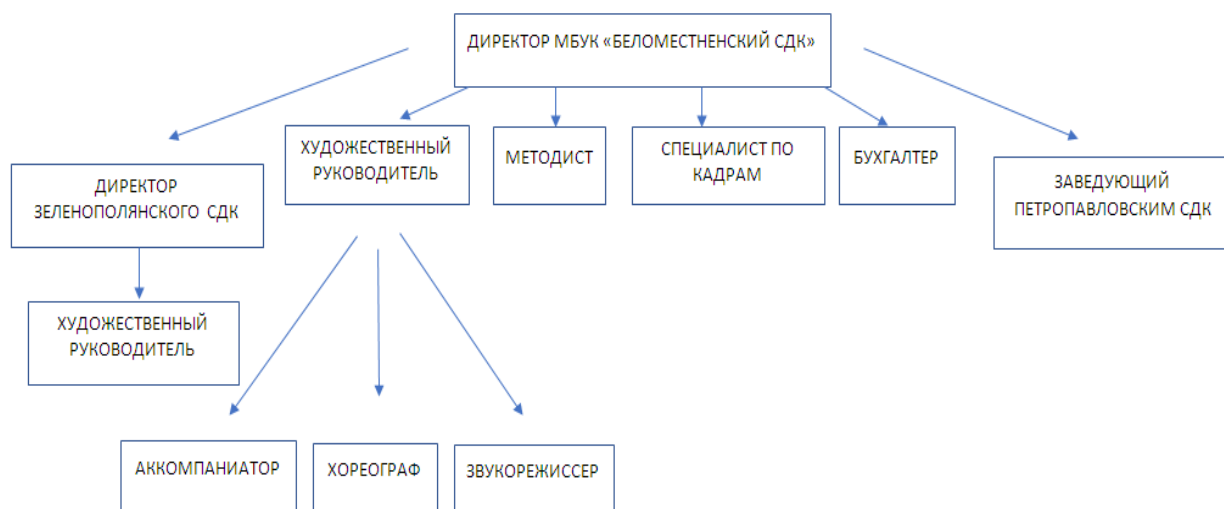 ДИРЕКТОР МБУК «БЕЛОМЕСТНЕНСКИЙ СДК»
ДИРЕКТОР
ЗЕЛЕНОПОЛЯНСКОГО СДК
ХУДОЖЕСТВЕННЫЙ
РУКОВОДИТЕЛЬ
МЕТОДИСТ
СПЕЦИАЛИСТ ПО
КАДРАМ
БУХГАЛТЕР
ЗАВЕДУЮЩИЙ
ПЕТРОПАВЛОВСКИМ СДК
ХУДОЖЕСТВЕННЫЙ
РУКОВОДИТЕЛЬ
АККОМПАНИАТОР
ХОРЕОГРАФ
ЗВУКОРЕЖИССЕР